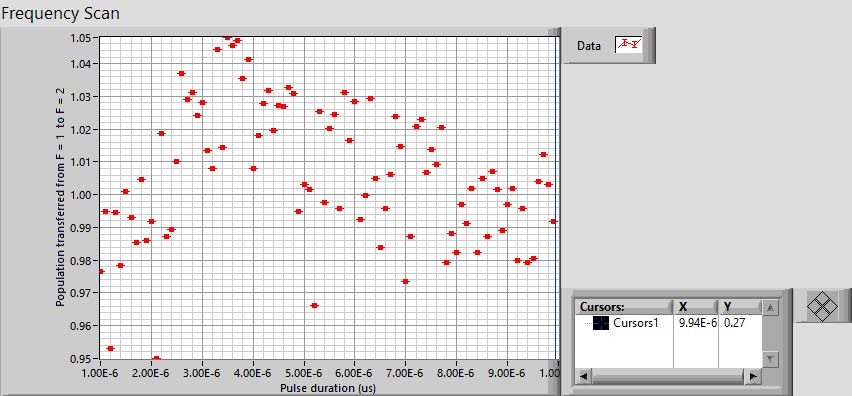 Frequency Scan
Data
1.05
1.04
1.03
1.02
1.01
1.00
0.99
0.98
0.97
0.96
0.95
Population transferred from F = 1  to F = 2
1.00E-6 2.00E-6 3.00E-6 4.00E-6 5.00E-6 6.00E-6 7.00E-6 8.00E-6 9.00E-6 1.00
Pulse duration (us)
Cursors: X Y
Cursors1 9.94E-6 0.27